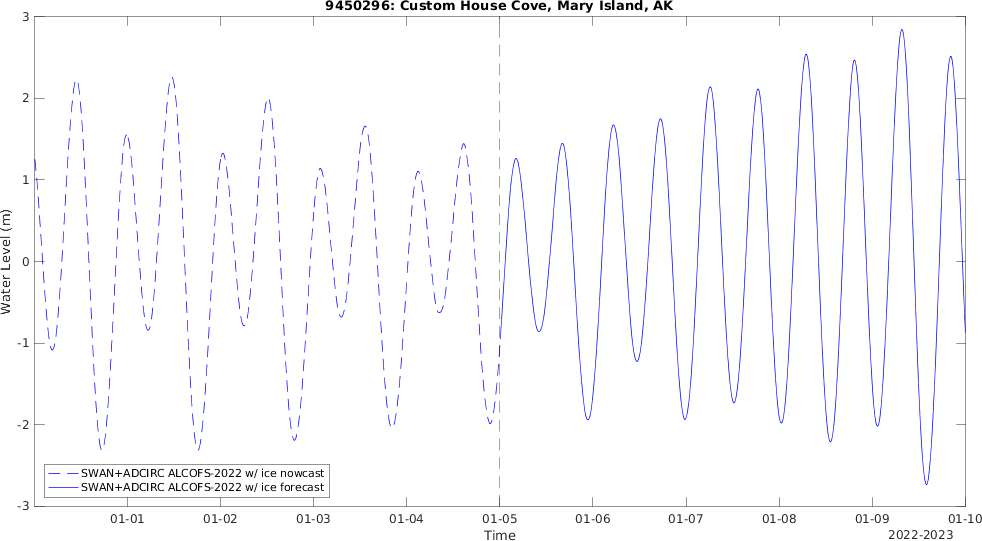 9450296: Custom House Cove, Mary Island, AK
3
2
1
0
-1
-2
-3
Water Level (m)
SWAN+ADCIRC ALCOFS-2022 w/ ice nowcast
SWAN+ADCIRC ALCOFS-2022 w/ ice forecast
01-01 01-02 01-03 01-04 01-05 01-06 01-07 01-08 01-09 01-10
Time
2022-2023